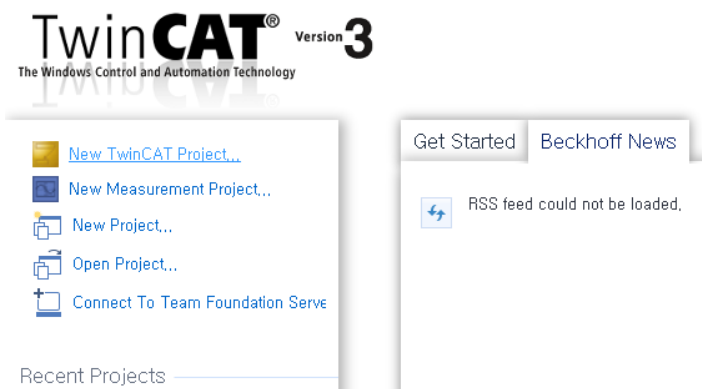 TwinCAT® Version 3
The Windows Control and Automation Technology
New TwinCAT Project...
New Measurement Project...
New Project...
Open Project...
Connect To Team Foundation Serve
Recent Projects
Get Started Beckhoff News
RSS feed could not be loaded.